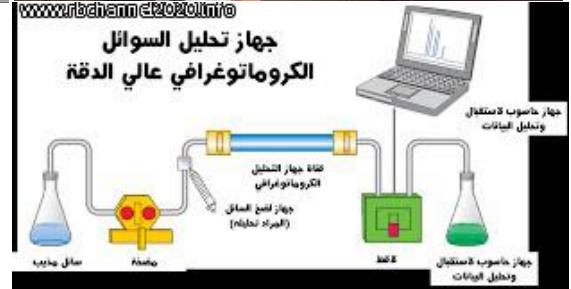 www.rbchannel2020.info
جهاز تحليل السوائل
الكروماتوغرافي عالي الدقة
جهاز حاسوب لاستقبال
وتحليل البيانات
قناة جهاز التحليل
الكروماتوغرافي
جهاز لضخ السائل
(المراد تحليله)
سائل مذيب
مضخة
لاقط
جهاز حاسوب لاستقبال
وتحليل البيانات